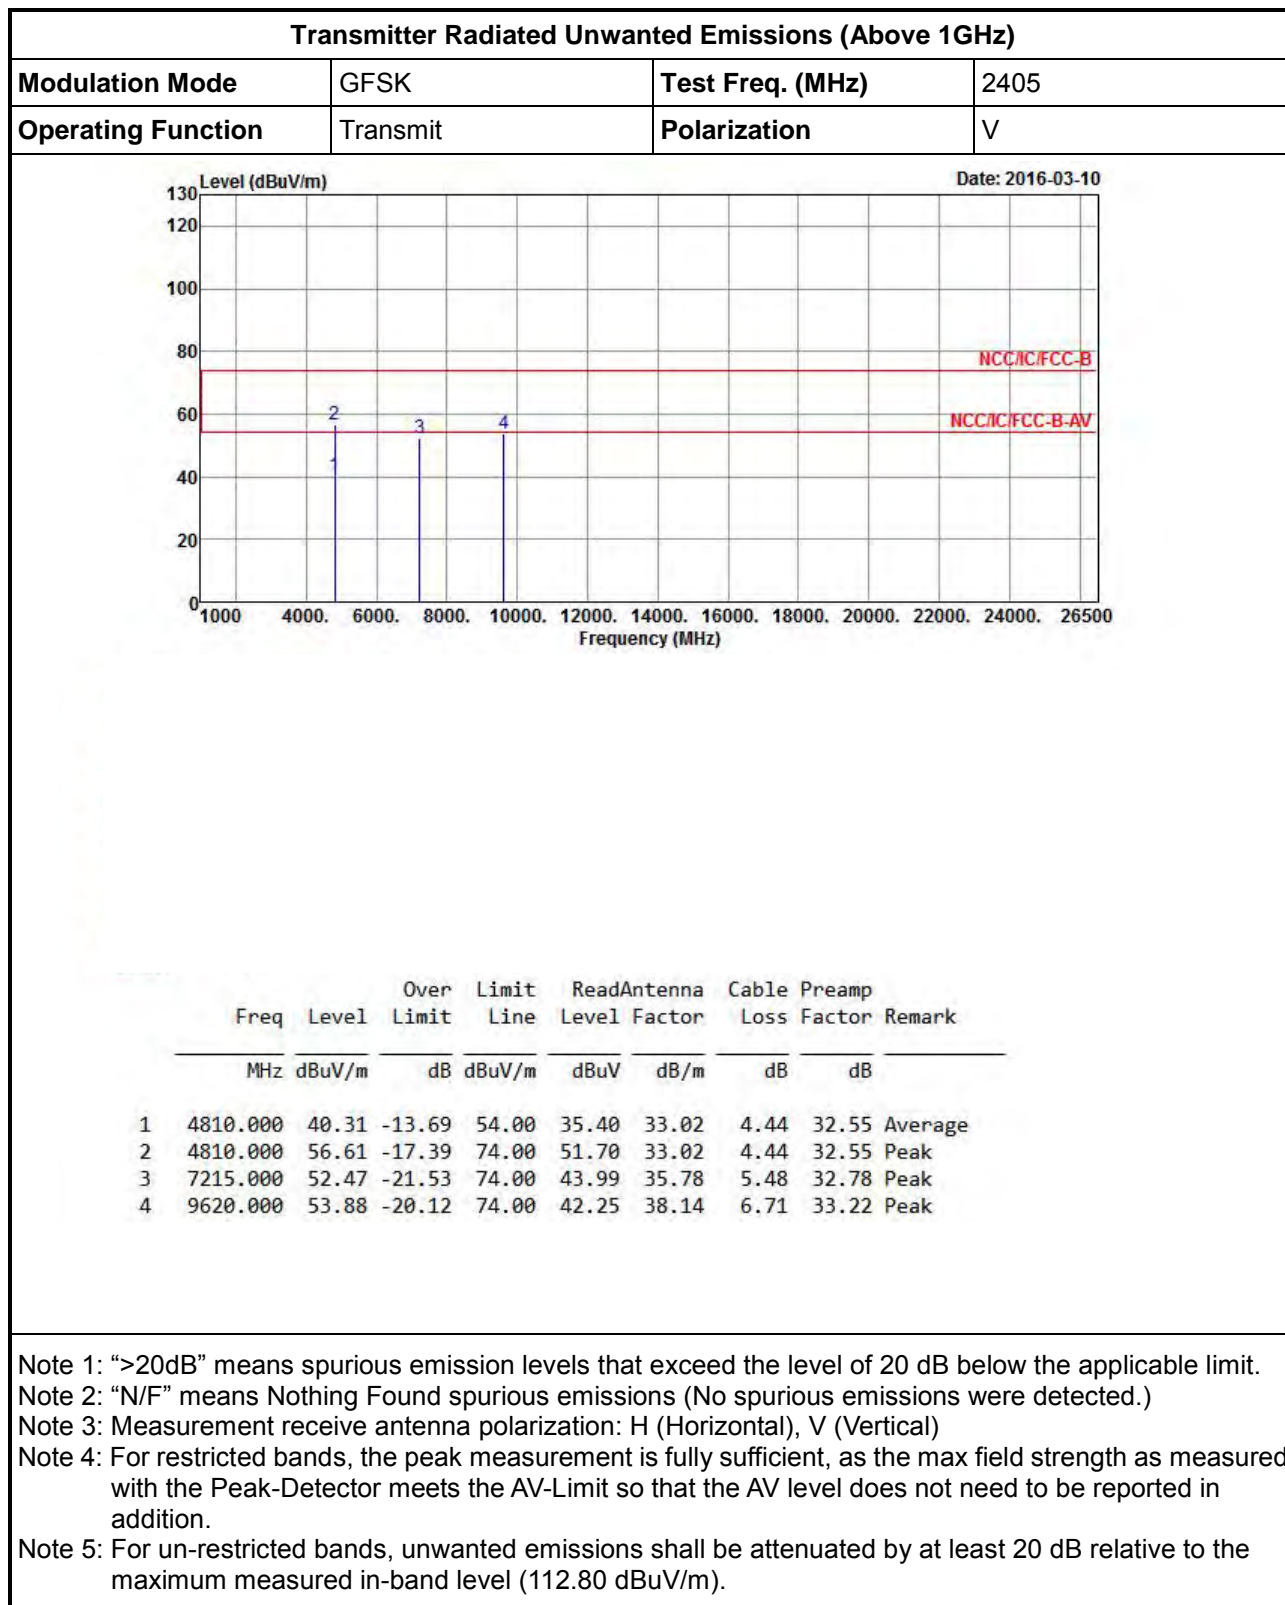 Transmitter Radiated Unwanted Emissions (Above 1GHz)
Modulation Mode GFSK Test Freq. (MHz) 2405
Operating Function Transmit Polarization V
Level (dBuV/m) Date: 2016-03-10
130
120
100
80
NCC/IC/FCC-B
60
2
3
4
NCC/IC/FCC-B-AV
1
40
20
0
1000 4000. 6000. 8000. 10000. 12000. 14000. 16000. 18000. 20000. 22000. 24000. 26500
Frequency (MHz)
Over Limit ReadAntenna Cable Preamp
Freq Level Limit Line Level Factor Loss Factor Remark
MHz dBuV/m dB dBuV/m dBuV dB/m dB dB
1 4810.000 40.31 -13.69 54.00 35.40 33.02 4.44 32.55 Average
2 4810.000 56.61 -17.39 74.00 51.70 33.02 4.44 32.55 Peak
3 7215.000 52.47 -21.53 74.00 43.99 35.78 5.48 32.78 Peak
4 9620.000 53.88 -20.12 74.00 42.25 38.14 6.71 33.22 Peak
Note 1: “>20dB” means spurious emission levels that exceed the level of 20 dB below the applicable limit.
Note 2: “N/F” means Nothing Found spurious emissions (No spurious emissions were detected.)
Note 3: Measurement receive antenna polarization: H (Horizontal), V (Vertical)
Note 4: For restricted bands, the peak measurement is fully sufficient, as the max field strength as measured
with the Peak-Detector meets the AV-Limit so that the AV level does not need to be reported in
addition.
Note 5: For un-restricted bands, unwanted emissions shall be attenuated by at least 20 dB relative to the
maximum measured in-band level (112.80 dBuV/m).